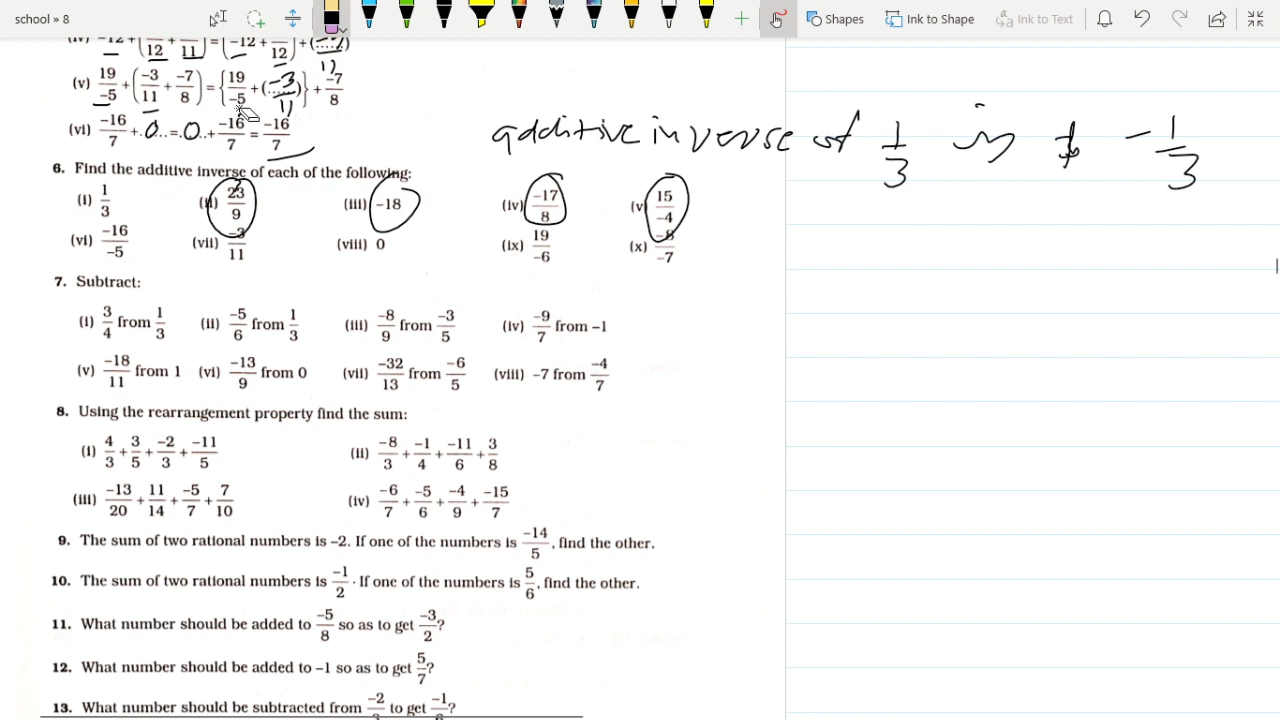 school » 8
Shapes Ink to Shape Ink to Text
(v) 19/-5 + (-3/11 + -7/8) = {19/-5 + (-3/11)} + -7/8
(vi) -16/7 + 0 = 0 + -16/7 = -16/7
additive inverse of 1/3 is -1/3
6. Find the additive inverse of each of the following:
(i) 1/3 (ii) 23/9 (iii) -18 (iv) -17/8 (v) 15/-4
(vi) -16/-5 (vii) -3/11 (viii) 0 (ix) 19/-6 (x) -8/-7
7. Subtract:
(i) 3/4 from 1/3 (ii) -5/6 from 1/3 (iii) -8/9 from -3/5 (iv) -9/7 from -1
(v) -18/11 from 1 (vi) -13/9 from 0 (vii) -32/13 from -6/5 (viii) -7 from -4/7
8. Using the rearrangement property find the sum:
(i) 4/3 + 3/5 + -2/3 + -11/5 (ii) -8/3 + -1/4 + -11/6 + 3/8
(iii) -13/20 + 11/14 + -5/7 + 7/10 (iv) -6/7 + -5/6 + -4/9 + -15/7
9. The sum of two rational numbers is -2. If one of the numbers is -14/5, find the other.
10. The sum of two rational numbers is -1/2. If one of the numbers is 5/6, find the other.
11. What number should be added to -5/8 so as to get -3/2?
12. What number should be added to -1 so as to get 5/7?
13. What number should be subtracted from -2/3 to get -1/6?